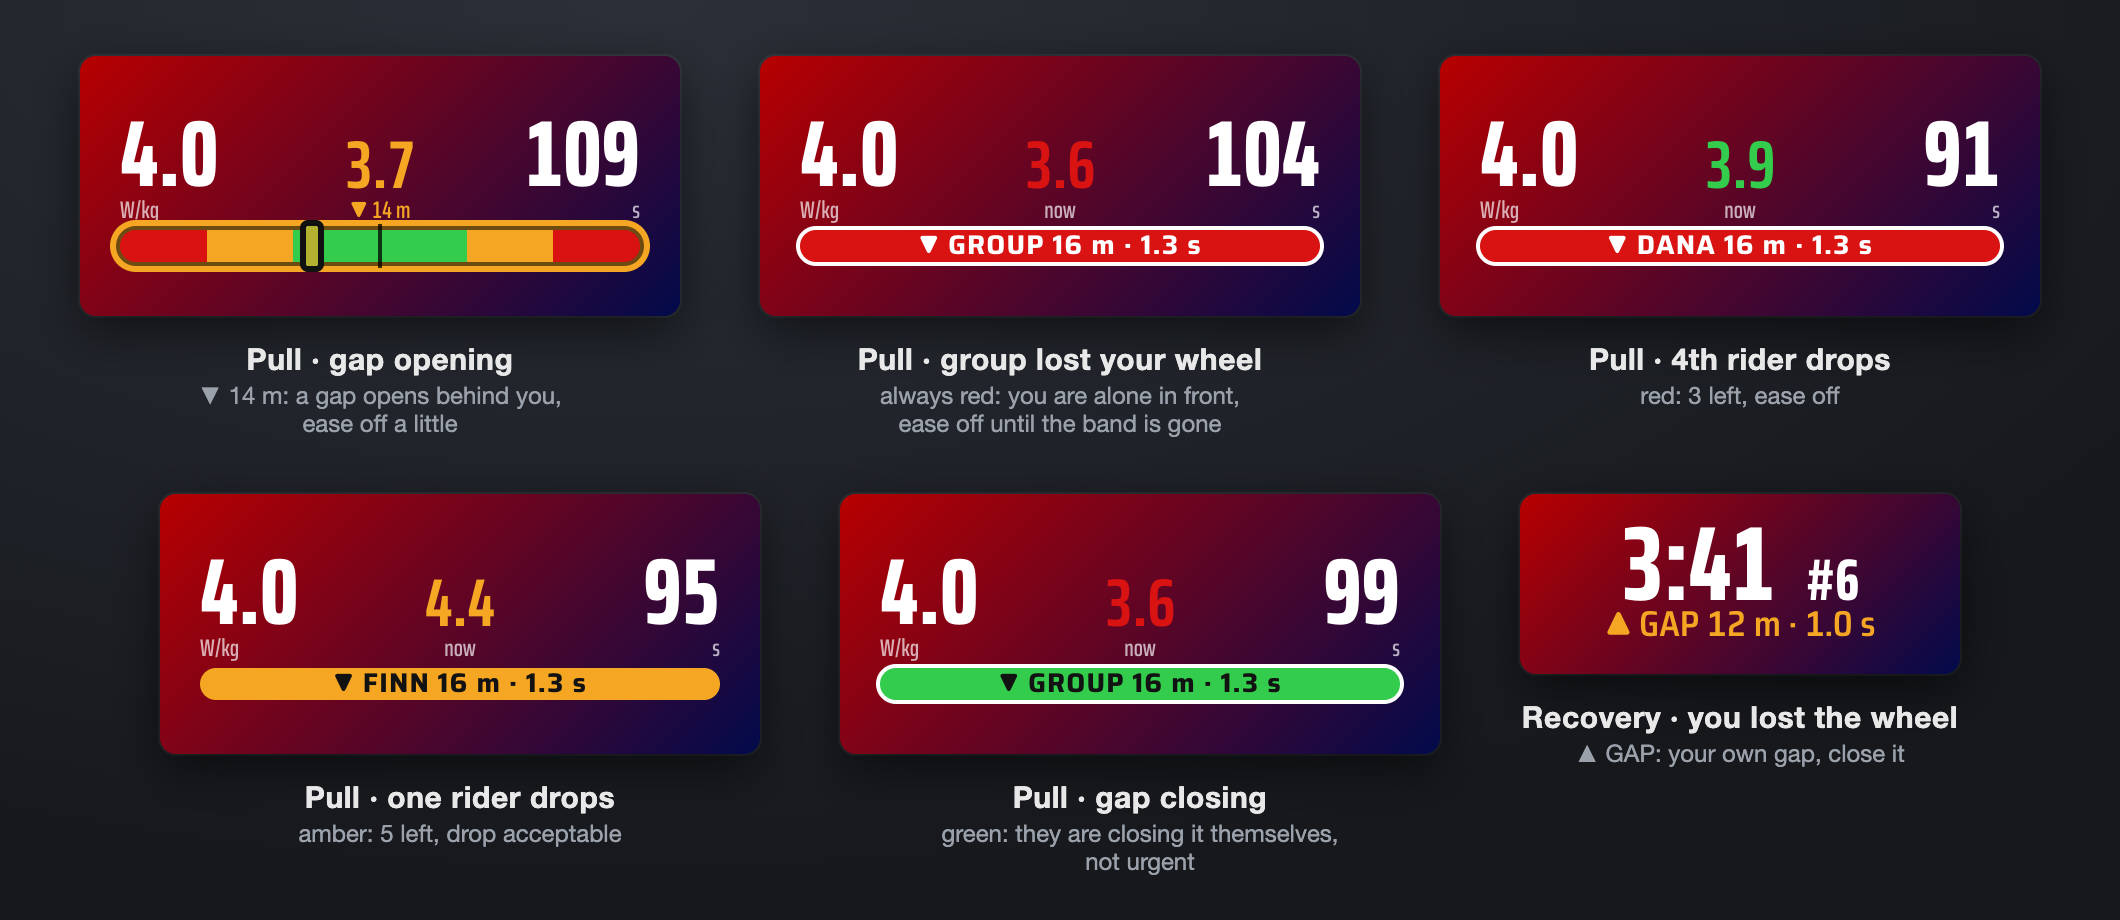 4.0 3.7 109
W/kg ▼ 14 m s
Pull · gap opening
▼ 14 m: a gap opens behind you,
ease off a little
4.0 3.6 104
W/kg now s
▼ GROUP 16 m · 1.3 s
Pull · group lost your wheel
always red: you are alone in front,
ease off until the band is gone
4.0 3.9 91
W/kg now s
▼ DANA 16 m · 1.3 s
Pull · 4th rider drops
red: 3 left, ease off
4.0 4.4 95
W/kg now s
▼ FINN 16 m · 1.3 s
Pull · one rider drops
amber: 5 left, drop acceptable
4.0 3.6 99
W/kg now s
▼ GROUP 16 m · 1.3 s
Pull · gap closing
green: they are closing it themselves,
not urgent
3:41 #6
▲ GAP 12 m · 1.0 s
Recovery · you lost the wheel
▲ GAP: your own gap, close it